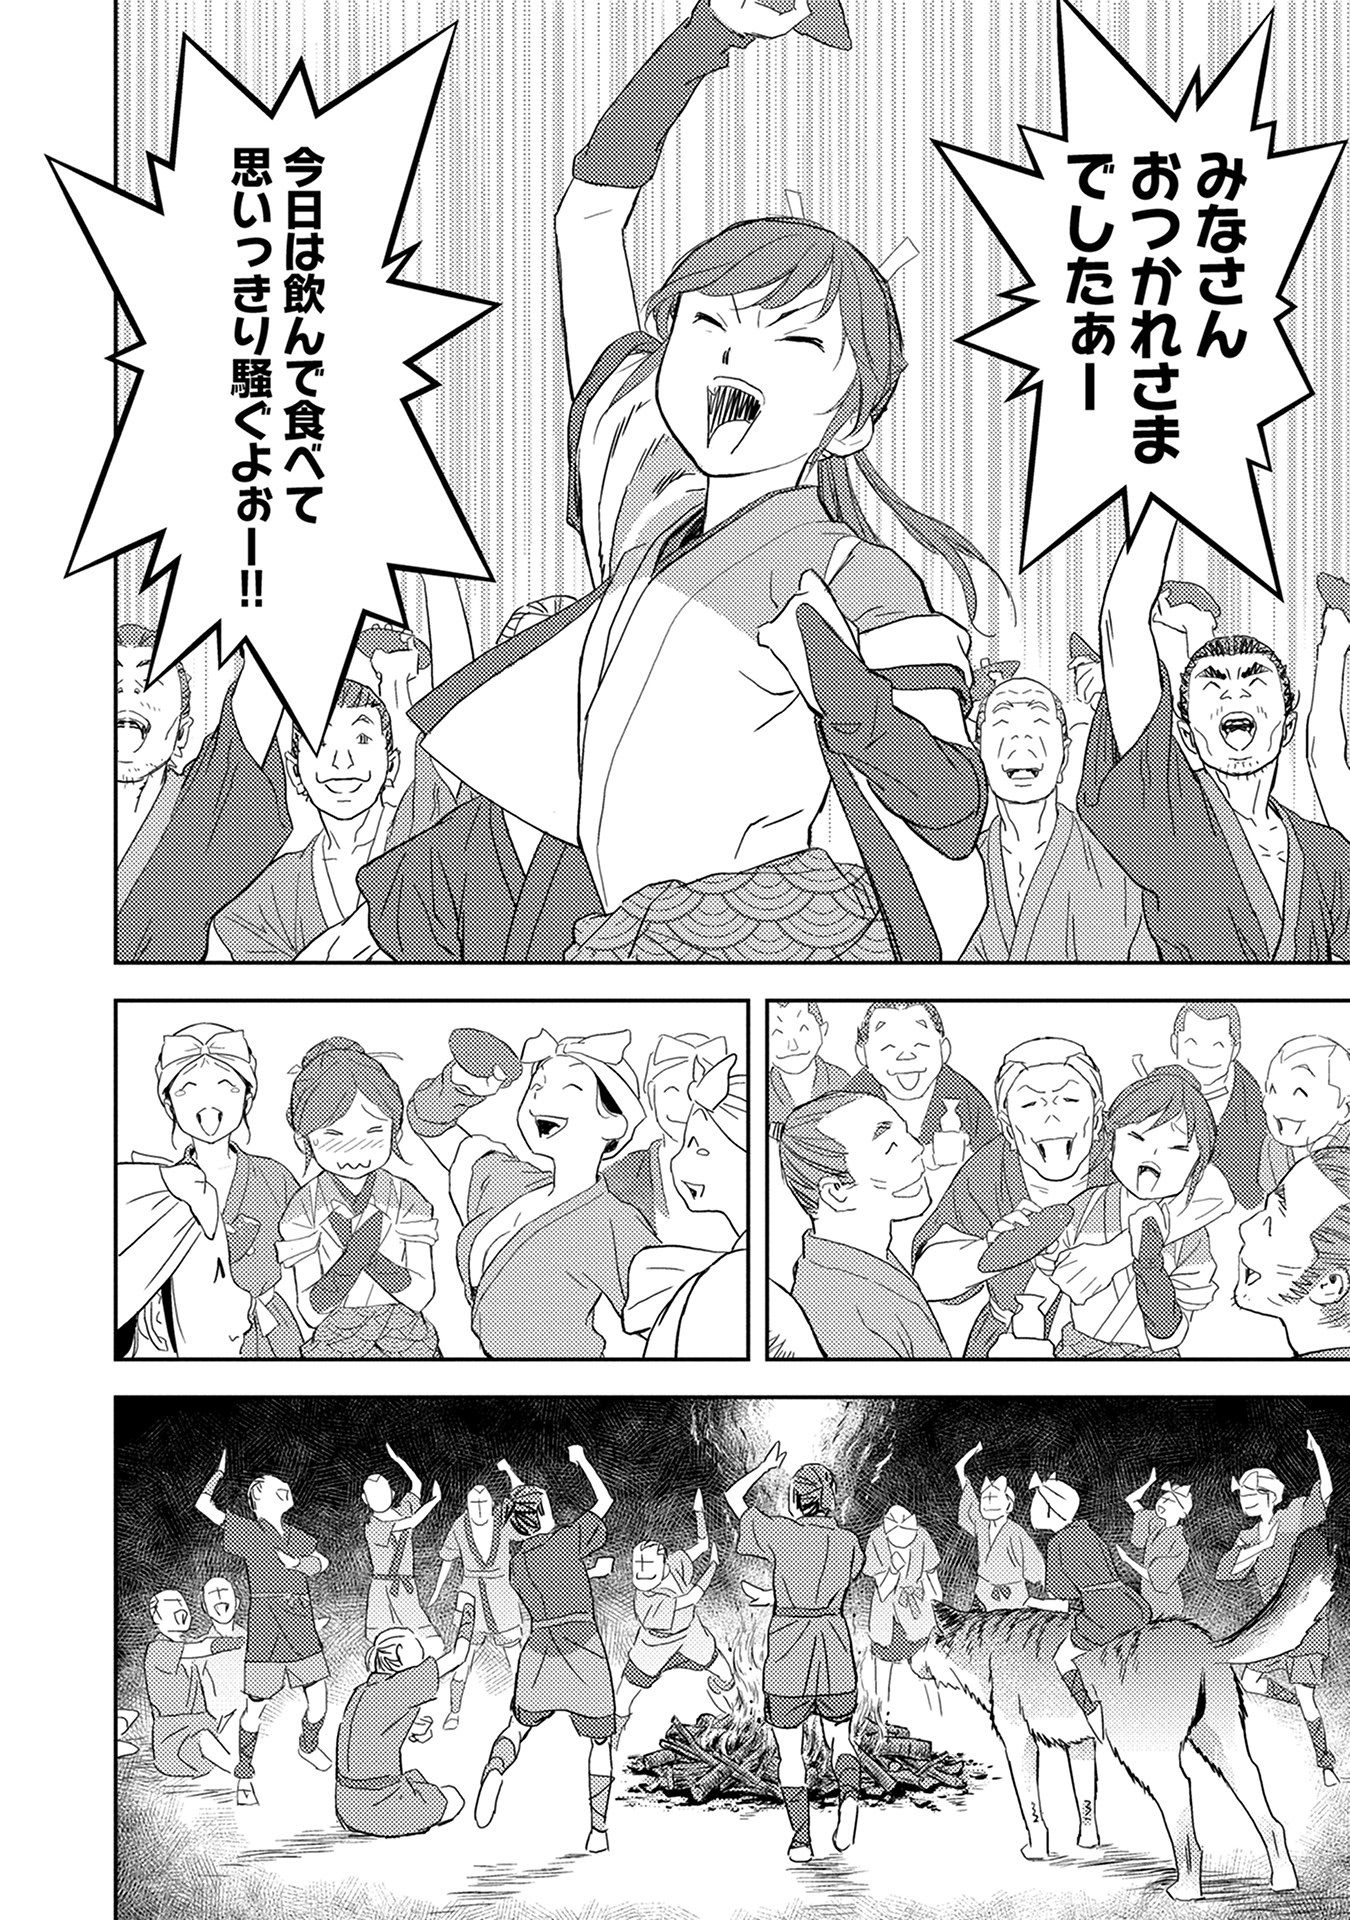 みなさん
おつかれさま
でしたぁー
今日は飲んで食べて
思いっきり騒ぐよぉー!!